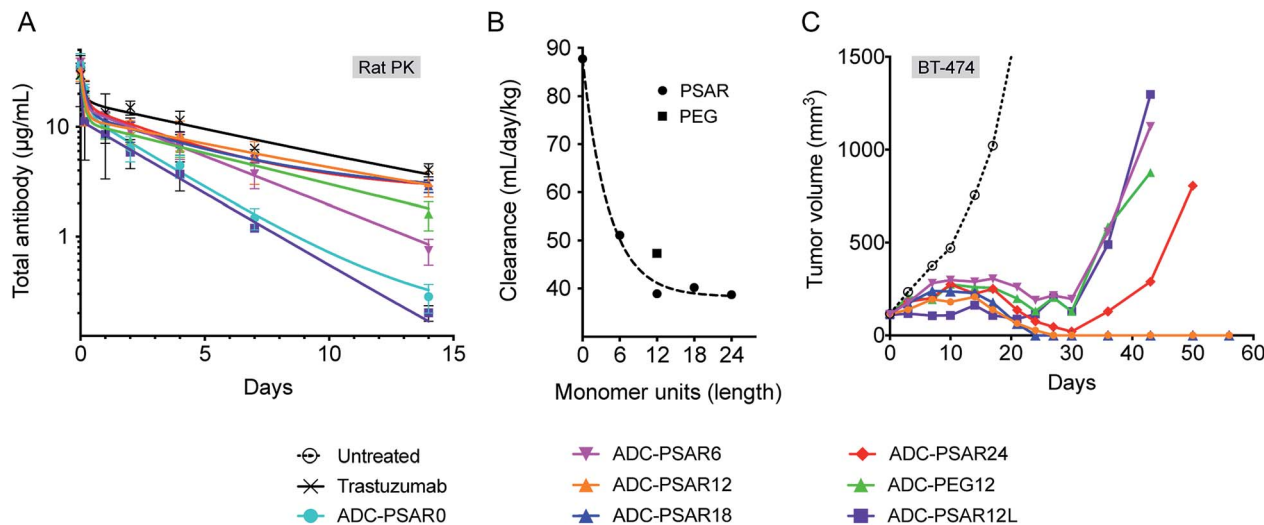 A
Rat PK
Total antibody (µg/mL)
10
1
0
5
10
15
Days
B
90
80
70
60
50
40
30
PSAR
PEG
Clearance (mL/day/kg)
0
6
12
18
24
Monomer units (length)
C
1500
1000
500
0
BT-474
Tumor volume (mm³)
0
10
20
30
40
50
60
Days
Untreated
Trastuzumab
ADC-PSAR0
ADC-PSAR6
ADC-PSAR12
ADC-PSAR18
ADC-PSAR24
ADC-PEG12
ADC-PSAR12L